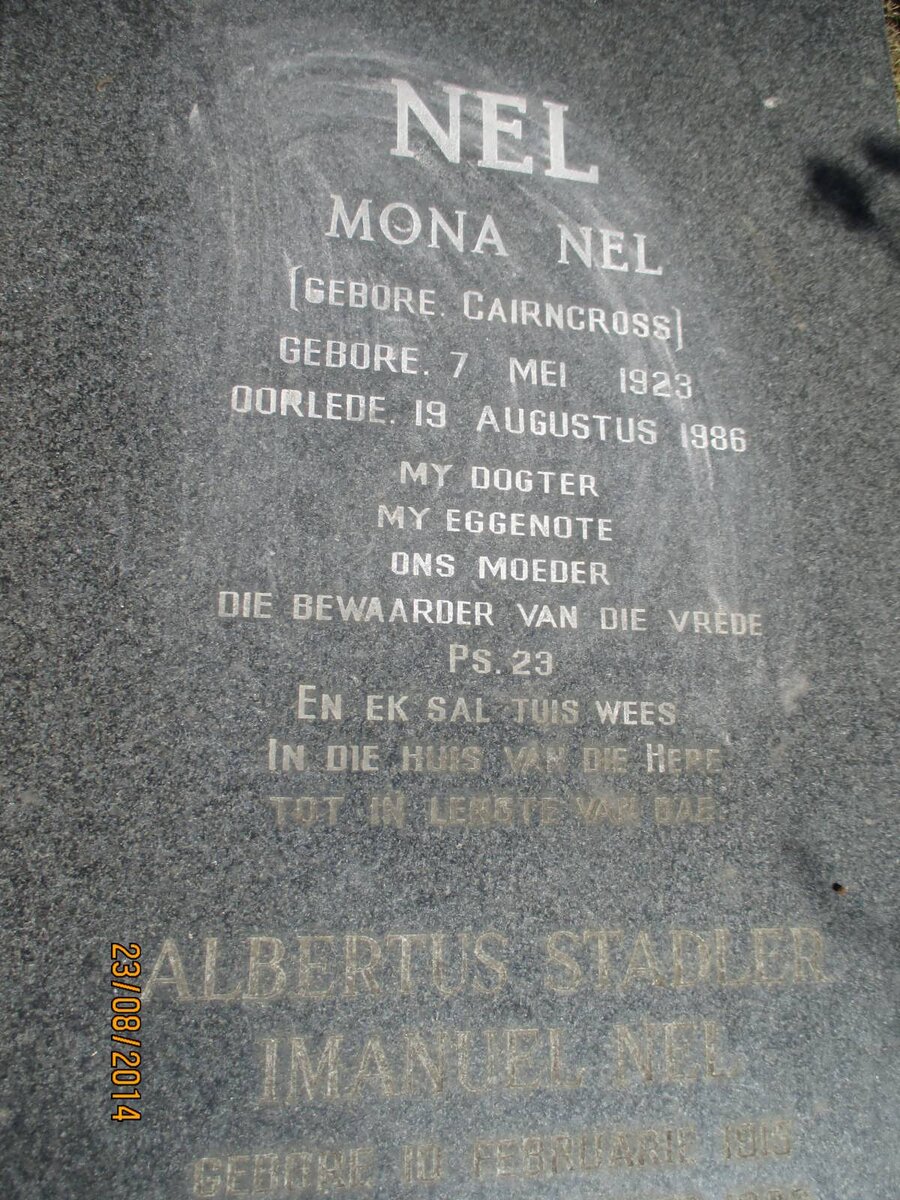 NEL
MONA NEL
(GEBORE. CAIRNCROSS)
GEBORE. 7 MEI 1923
OORLEDE. 19 AUGUSTUS 1986
MY DOGTER
MY EGGENOTE
ONS MOEDER
DIE BEWAARDER VAN DIE VREDE
PS. 23
EN EK SAL TUIS WEES
IN DIE HUIS VAN DIE HERE
TOT IN LENGTE VAN DAE
ALBERTUS STADLER
IMANUEL NEL
GEBORE 10 FEBRUARIE
23/08/2014